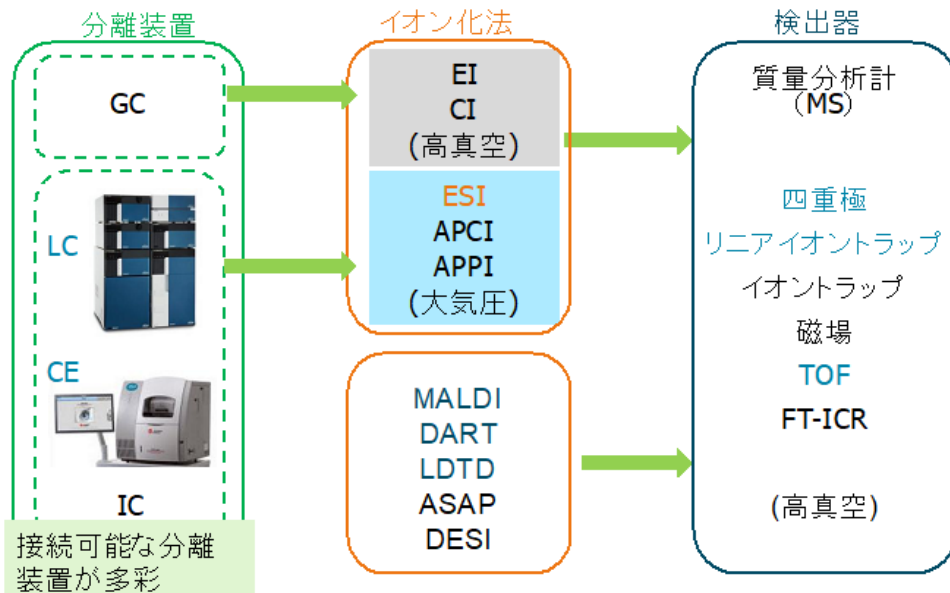 分離装置
GC
LC
CE
IC
接続可能な分離
装置が多彩
イオン化法
EI
CI
(高真空)
ESI
APCI
APPI
(大気圧)
MALDI
DART
LDTD
ASAP
DESI
検出器
質量分析計
(MS)
四重極
リニアイオントラップ
イオントラップ
磁場
TOF
FT-ICR
(高真空)